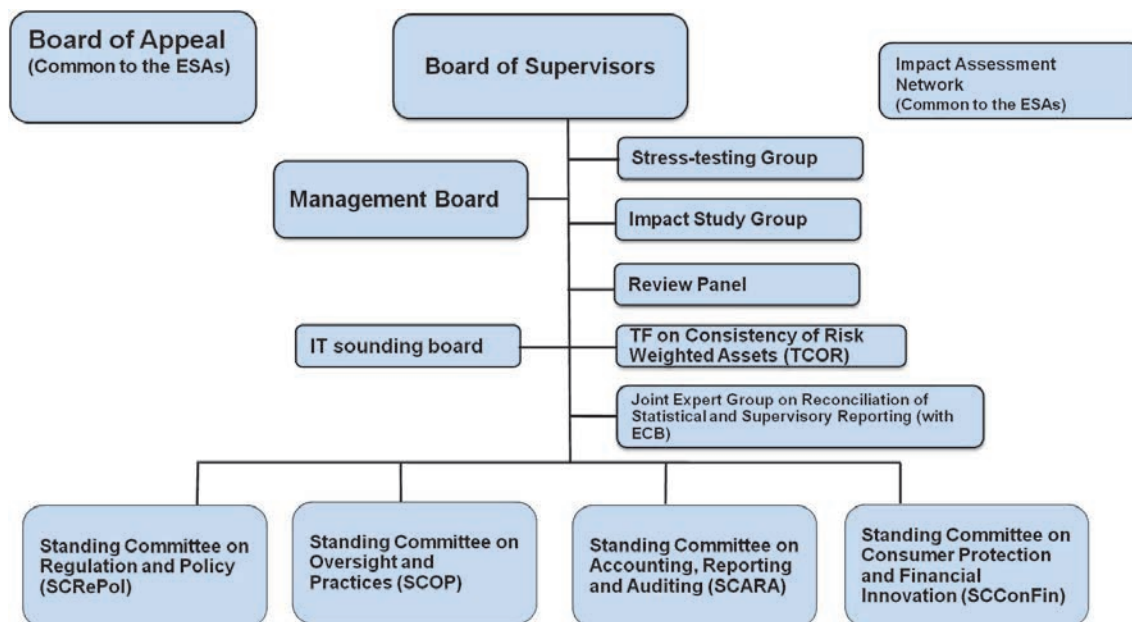 Board of Appeal
(Common to the ESAs)
Board of Supervisors
Impact Assessment
Network
(Common to the ESAs)
Stress-testing Group
Management Board
Impact Study Group
Review Panel
IT sounding board
TF on Consistency of Risk
Weighted Assets (TCOR)
Joint Expert Group on Reconciliation of
Statistical and Supervisory Reporting (with
ECB)
Standing Committee on
Regulation and Policy
(SCRePol)
Standing Committee on
Oversight and
Practices (SCOP)
Standing Committee on
Accounting, Reporting
and Auditing (SCARA)
Standing Committee on
Consumer Protection
and Financial
Innovation (SCConFin)